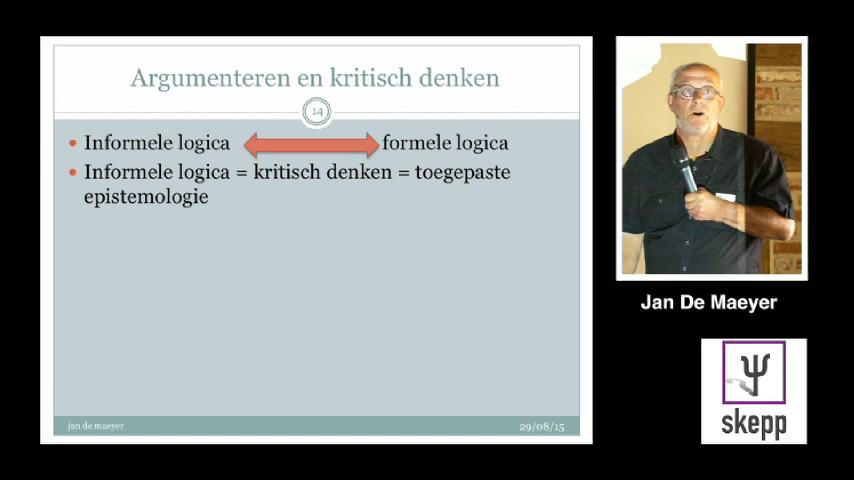 Argumenteren en kritisch denken
14
Informele logica formele logica
Informele logica = kritisch denken = toegepaste
epistemologie
jan de maeyer
29/08/15
Jan De Maeyer
skepp